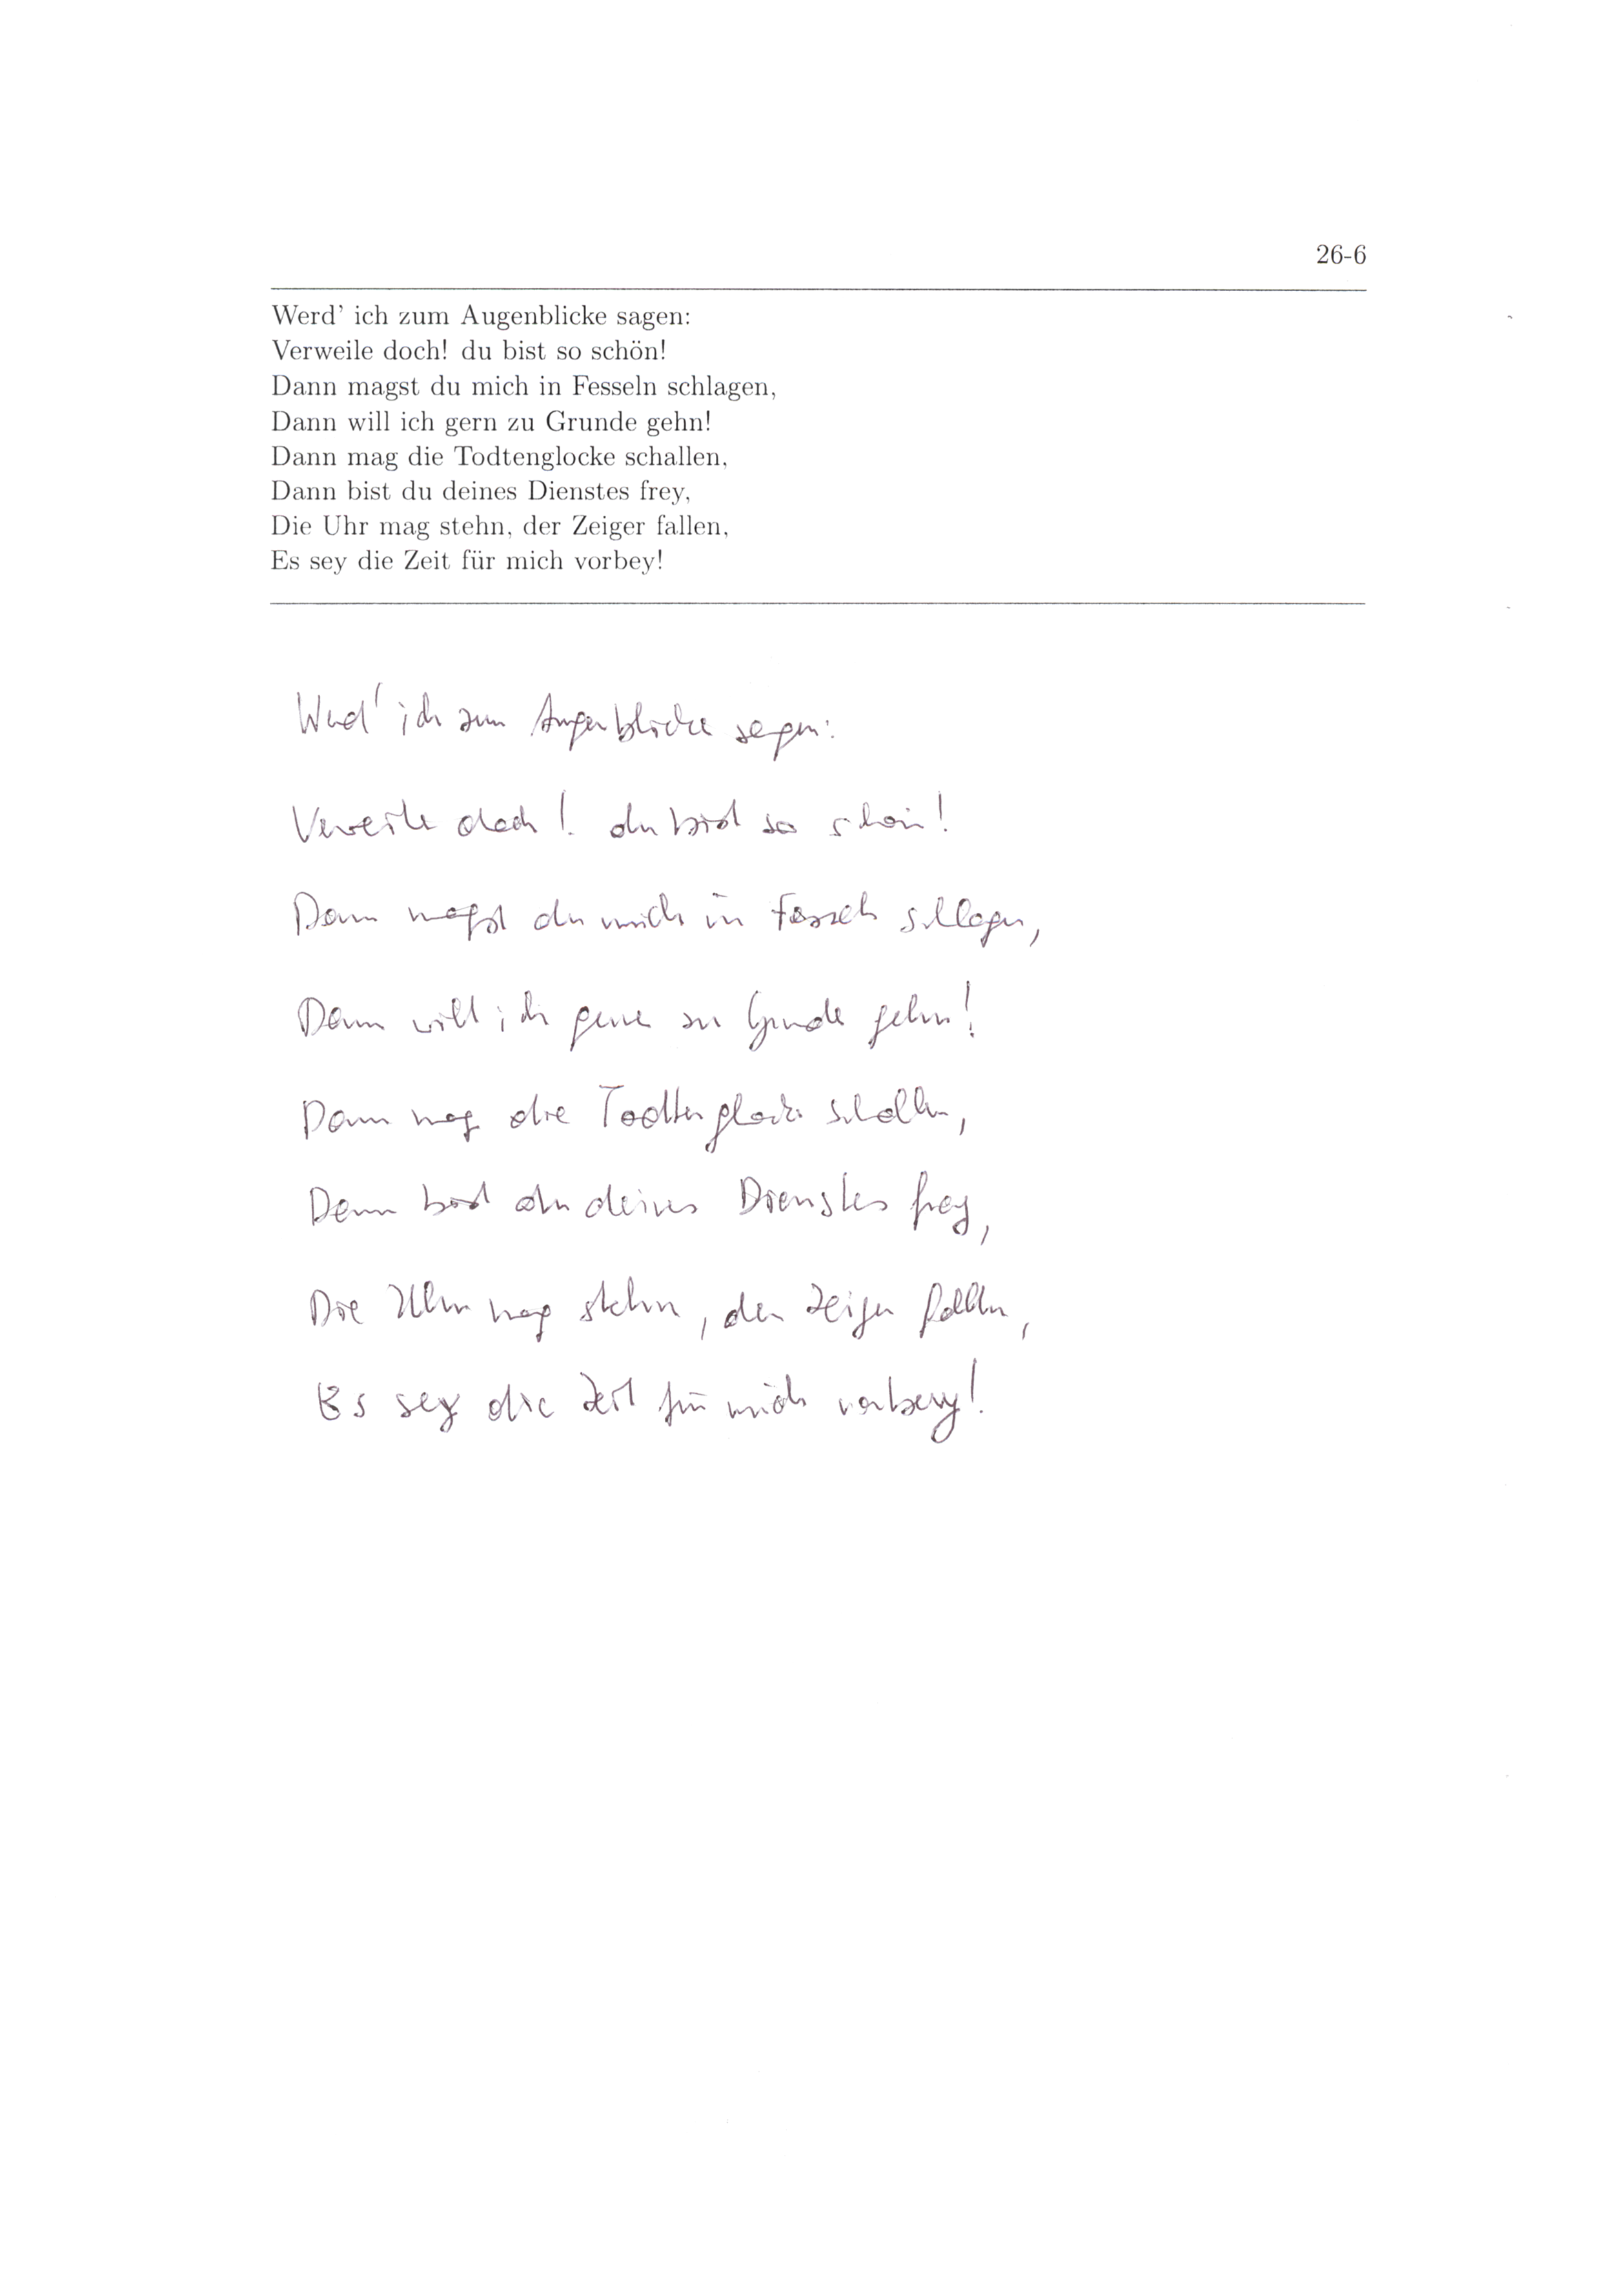 26-6
Werd' ich zum Augenblicke sagen:
Verweile doch! du bist so schön!
Dann magst du mich in Fesseln schlagen,
Dann will ich gern zu Grunde gehn!
Dann mag die Todtenglocke schallen,
Dann bist du deines Dienstes frey,
Die Uhr mag stehn, der Zeiger fallen,
Es sey die Zeit für mich vorbey!
Werd' ich zum Augenblicke sagen:
Verweile doch! du bist so schön!
Dann magst du mich in Fesseln schlagen,
Dann will ich gerne zu Grunde gehn!
Dann mag die Todtenglocke schallen,
Dann bist du deines Dienstes frey,
Die Uhr mag stehn, der Zeiger fallen,
Es sey die Zeit für mich vorbey!